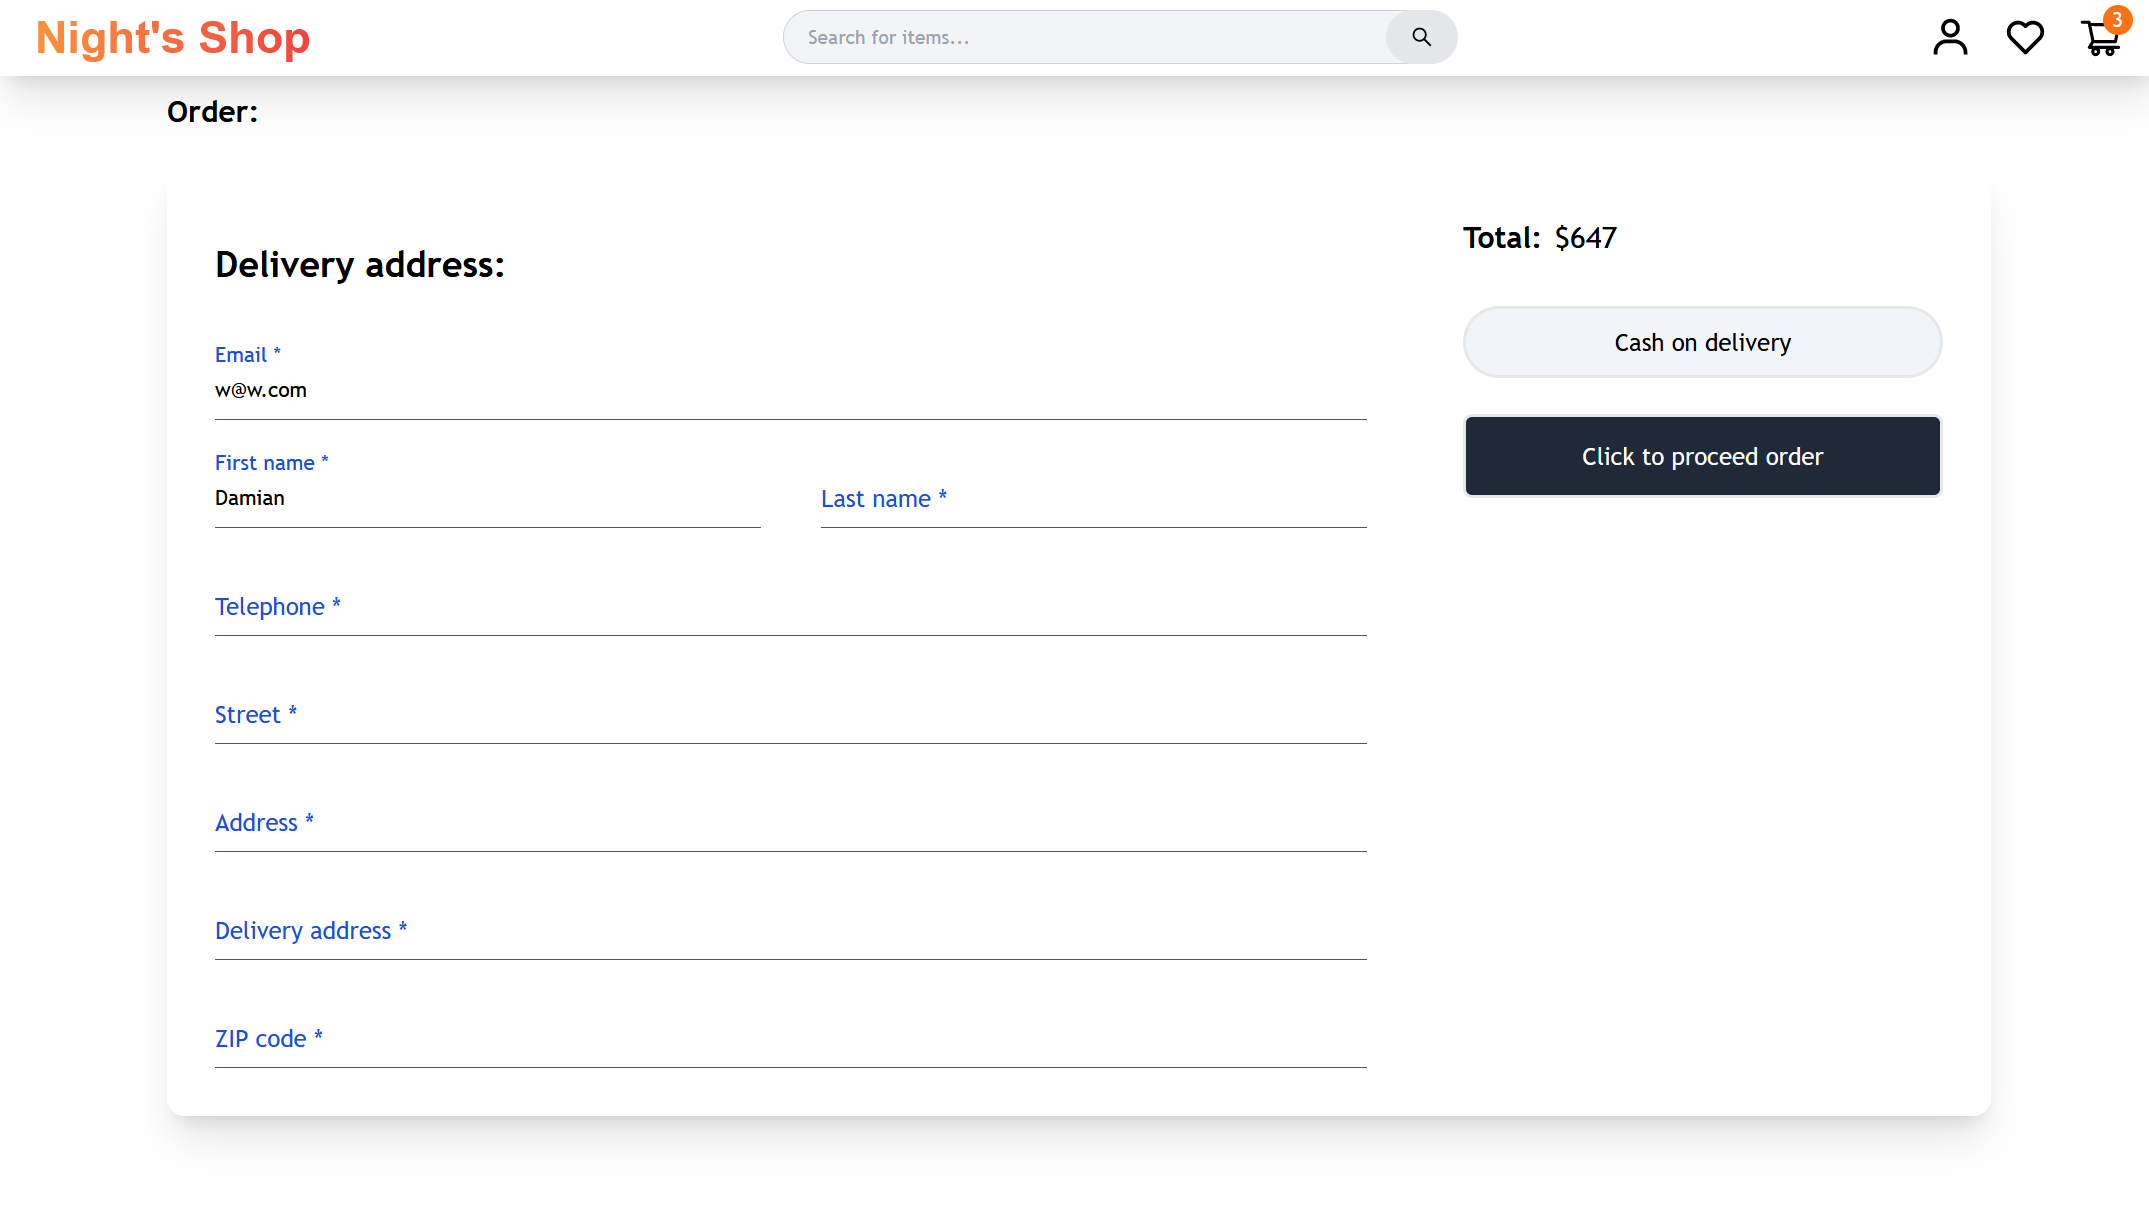 Night's Shop
Search for items...
3
Order:
Delivery address:
Email *
w@w.com
First name *
Damian
Last name *
Telephone *
Street *
Address *
Delivery address *
ZIP code *
Total: $647
Cash on delivery
Click to proceed order